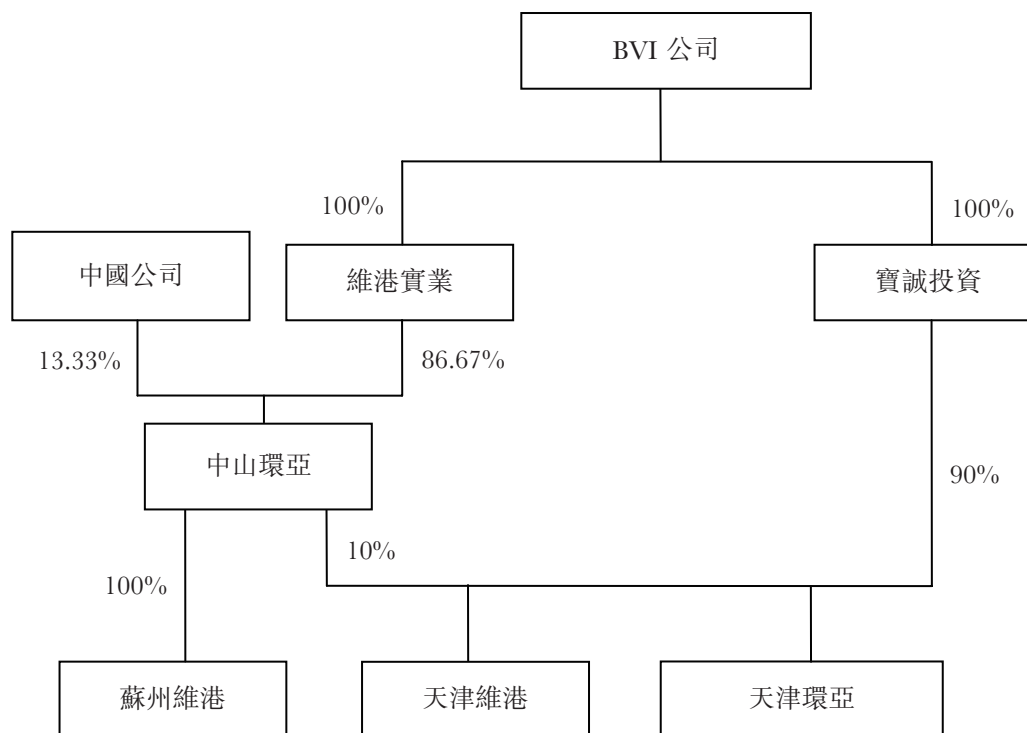 BVI 公司
100%
100%
中國公司
維港實業
寶誠投資
13.33%
86.67%
中山環亞
90%
10%
100%
蘇州維港
天津維港
天津環亞